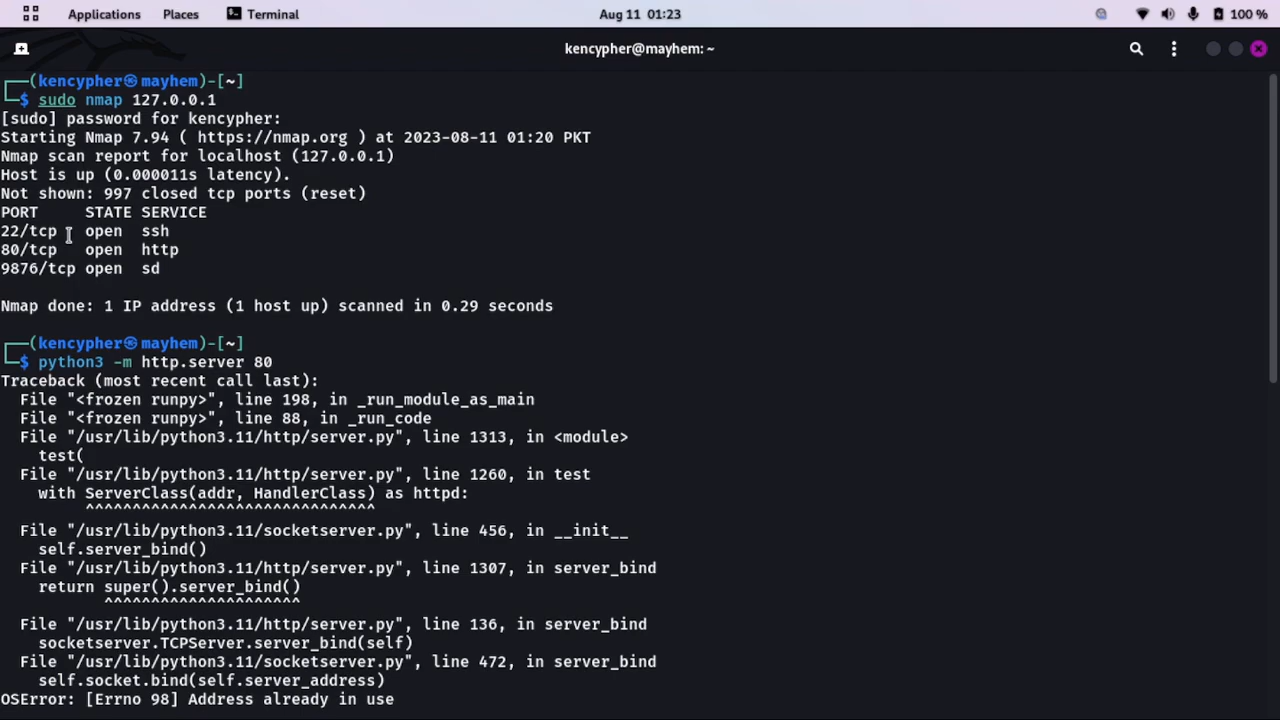 Applications Places Terminal Aug 11 01:23 100 %
kencypher@mayhem: ~
┌──(kencypher㉿mayhem)-[~]
└─$ sudo nmap 127.0.0.1
[sudo] password for kencypher:
Starting Nmap 7.94 ( https://nmap.org ) at 2023-08-11 01:20 PKT
Nmap scan report for localhost (127.0.0.1)
Host is up (0.000011s latency).
Not shown: 997 closed tcp ports (reset)
PORT     STATE SERVICE
22/tcp   open  ssh
80/tcp   open  http
9876/tcp open  sd
Nmap done: 1 IP address (1 host up) scanned in 0.29 seconds
┌──(kencypher㉿mayhem)-[~]
└─$ python3 -m http.server 80
Traceback (most recent call last):
  File "<frozen runpy>", line 198, in _run_module_as_main
  File "<frozen runpy>", line 88, in _run_code
  File "/usr/lib/python3.11/http/server.py", line 1313, in <module>
    test(
  File "/usr/lib/python3.11/http/server.py", line 1260, in test
    with ServerClass(addr, HandlerClass) as httpd:
         ^^^^^^^^^^^^^^^^^^^^^^^^^^^^^^^
  File "/usr/lib/python3.11/socketserver.py", line 456, in __init__
    self.server_bind()
  File "/usr/lib/python3.11/http/server.py", line 1307, in server_bind
    return super().server_bind()
           ^^^^^^^^^^^^^^^^^^^^^
  File "/usr/lib/python3.11/http/server.py", line 136, in server_bind
    socketserver.TCPServer.server_bind(self)
  File "/usr/lib/python3.11/socketserver.py", line 472, in server_bind
    self.socket.bind(self.server_address)
OSError: [Errno 98] Address already in use